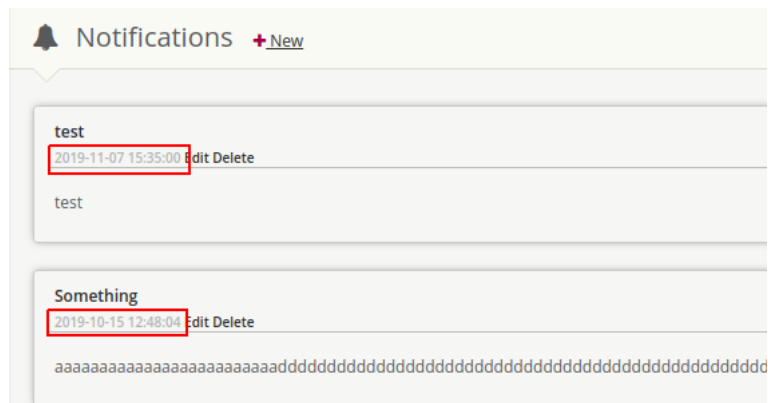 Notifications + New
test
2019-11-07 15:35:00 Edit Delete
test
Something
2019-10-15 12:48:04 Edit Delete